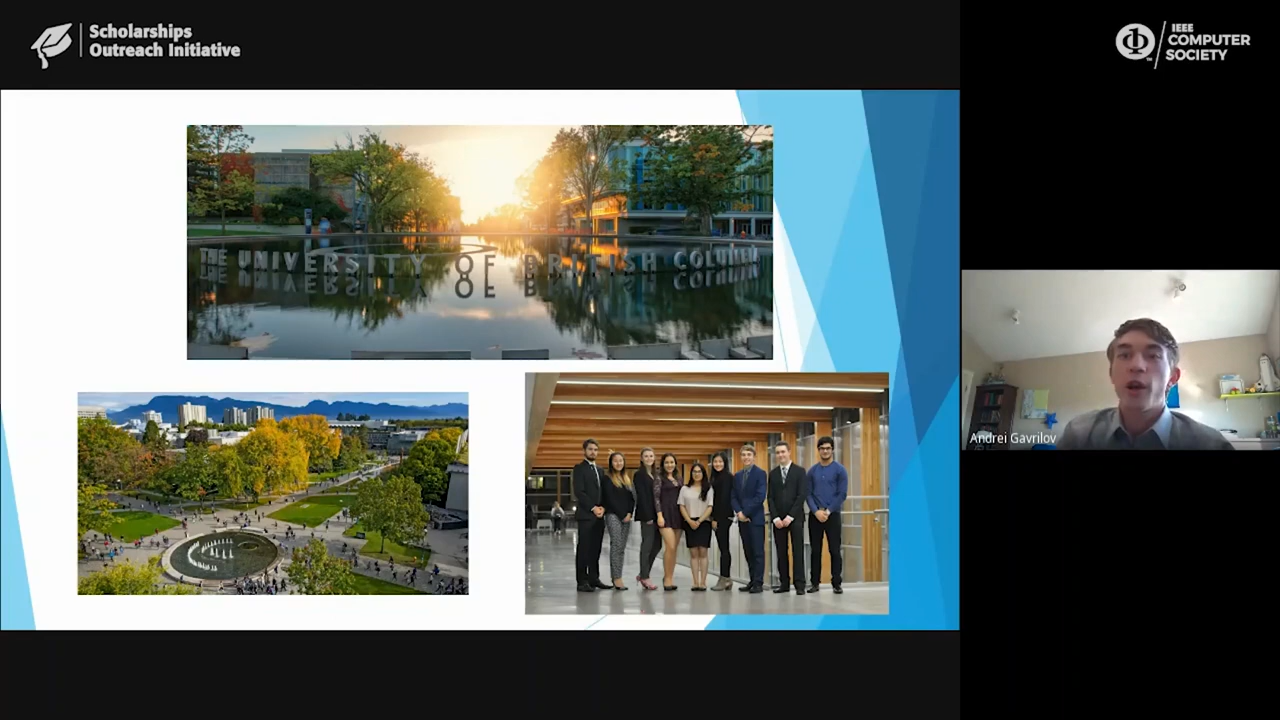 Scholarships
Outreach Initiative
IEEE
COMPUTER
SOCIETY
THE UNIVERSITY OF BRITISH COLUMBIA
Andrei Gavrilov